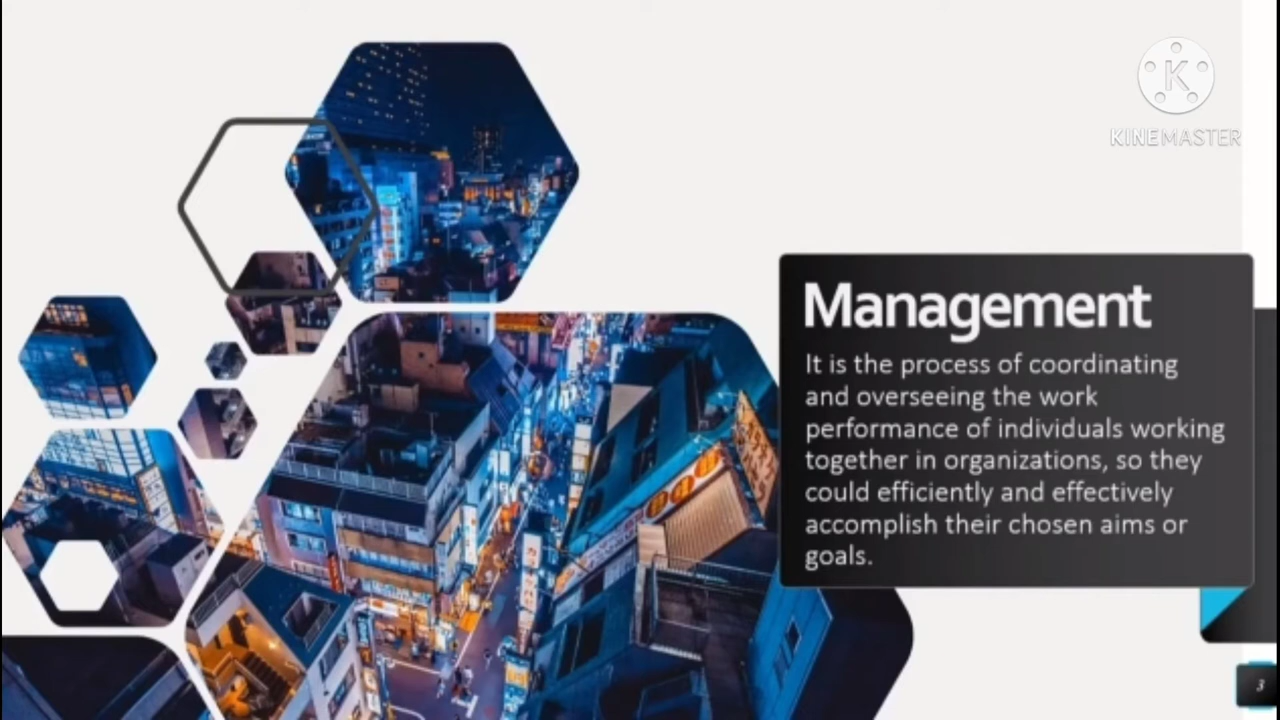 K
KINEMASTER
Management
It is the process of coordinating
and overseeing the work
performance of individuals working
together in organizations, so they
could efficiently and effectively
accomplish their chosen aims or
goals.
3